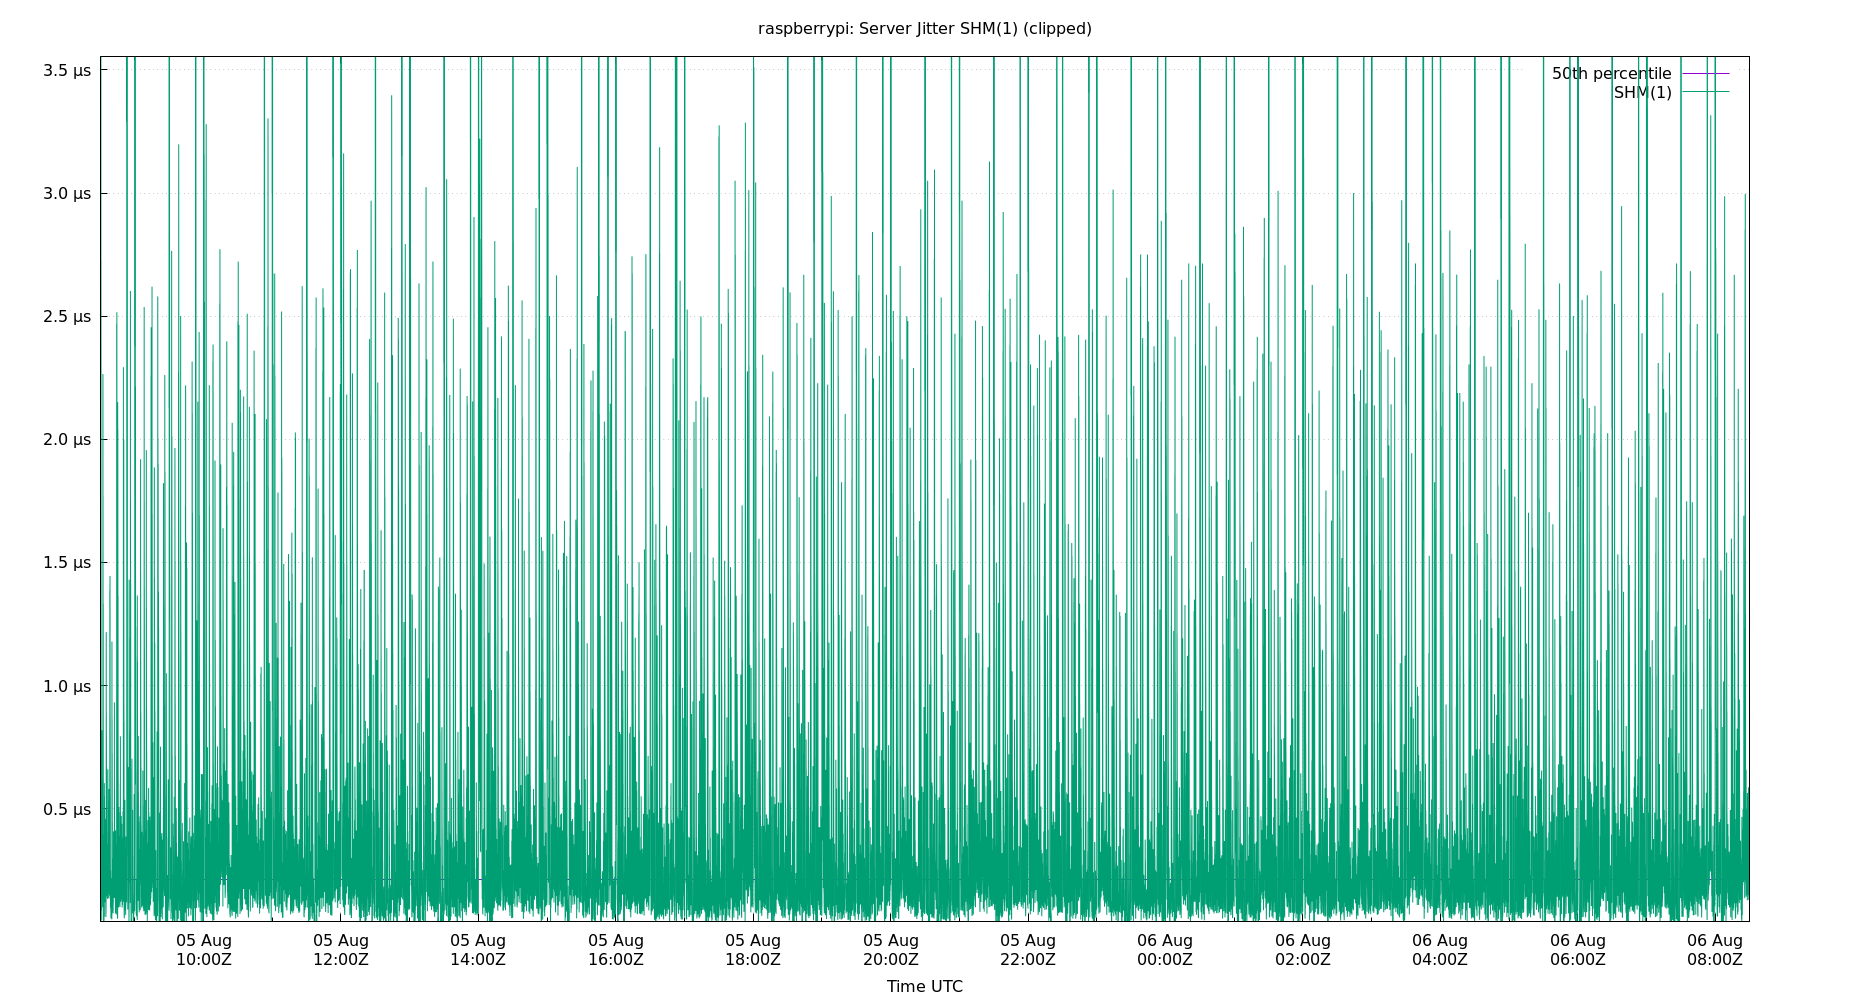 raspberrypi: Server Jitter SHM(1) (clipped)
50th percentile
SHM(1)
3.5 µs
3.0 µs
2.5 µs
2.0 µs
1.5 µs
1.0 µs
0.5 µs
05 Aug 05 Aug 05 Aug 05 Aug 05 Aug 05 Aug 05 Aug 06 Aug 06 Aug 06 Aug 06 Aug 06 Aug
10:00Z 12:00Z 14:00Z 16:00Z 18:00Z 20:00Z 22:00Z 00:00Z 02:00Z 04:00Z 06:00Z 08:00Z
Time UTC